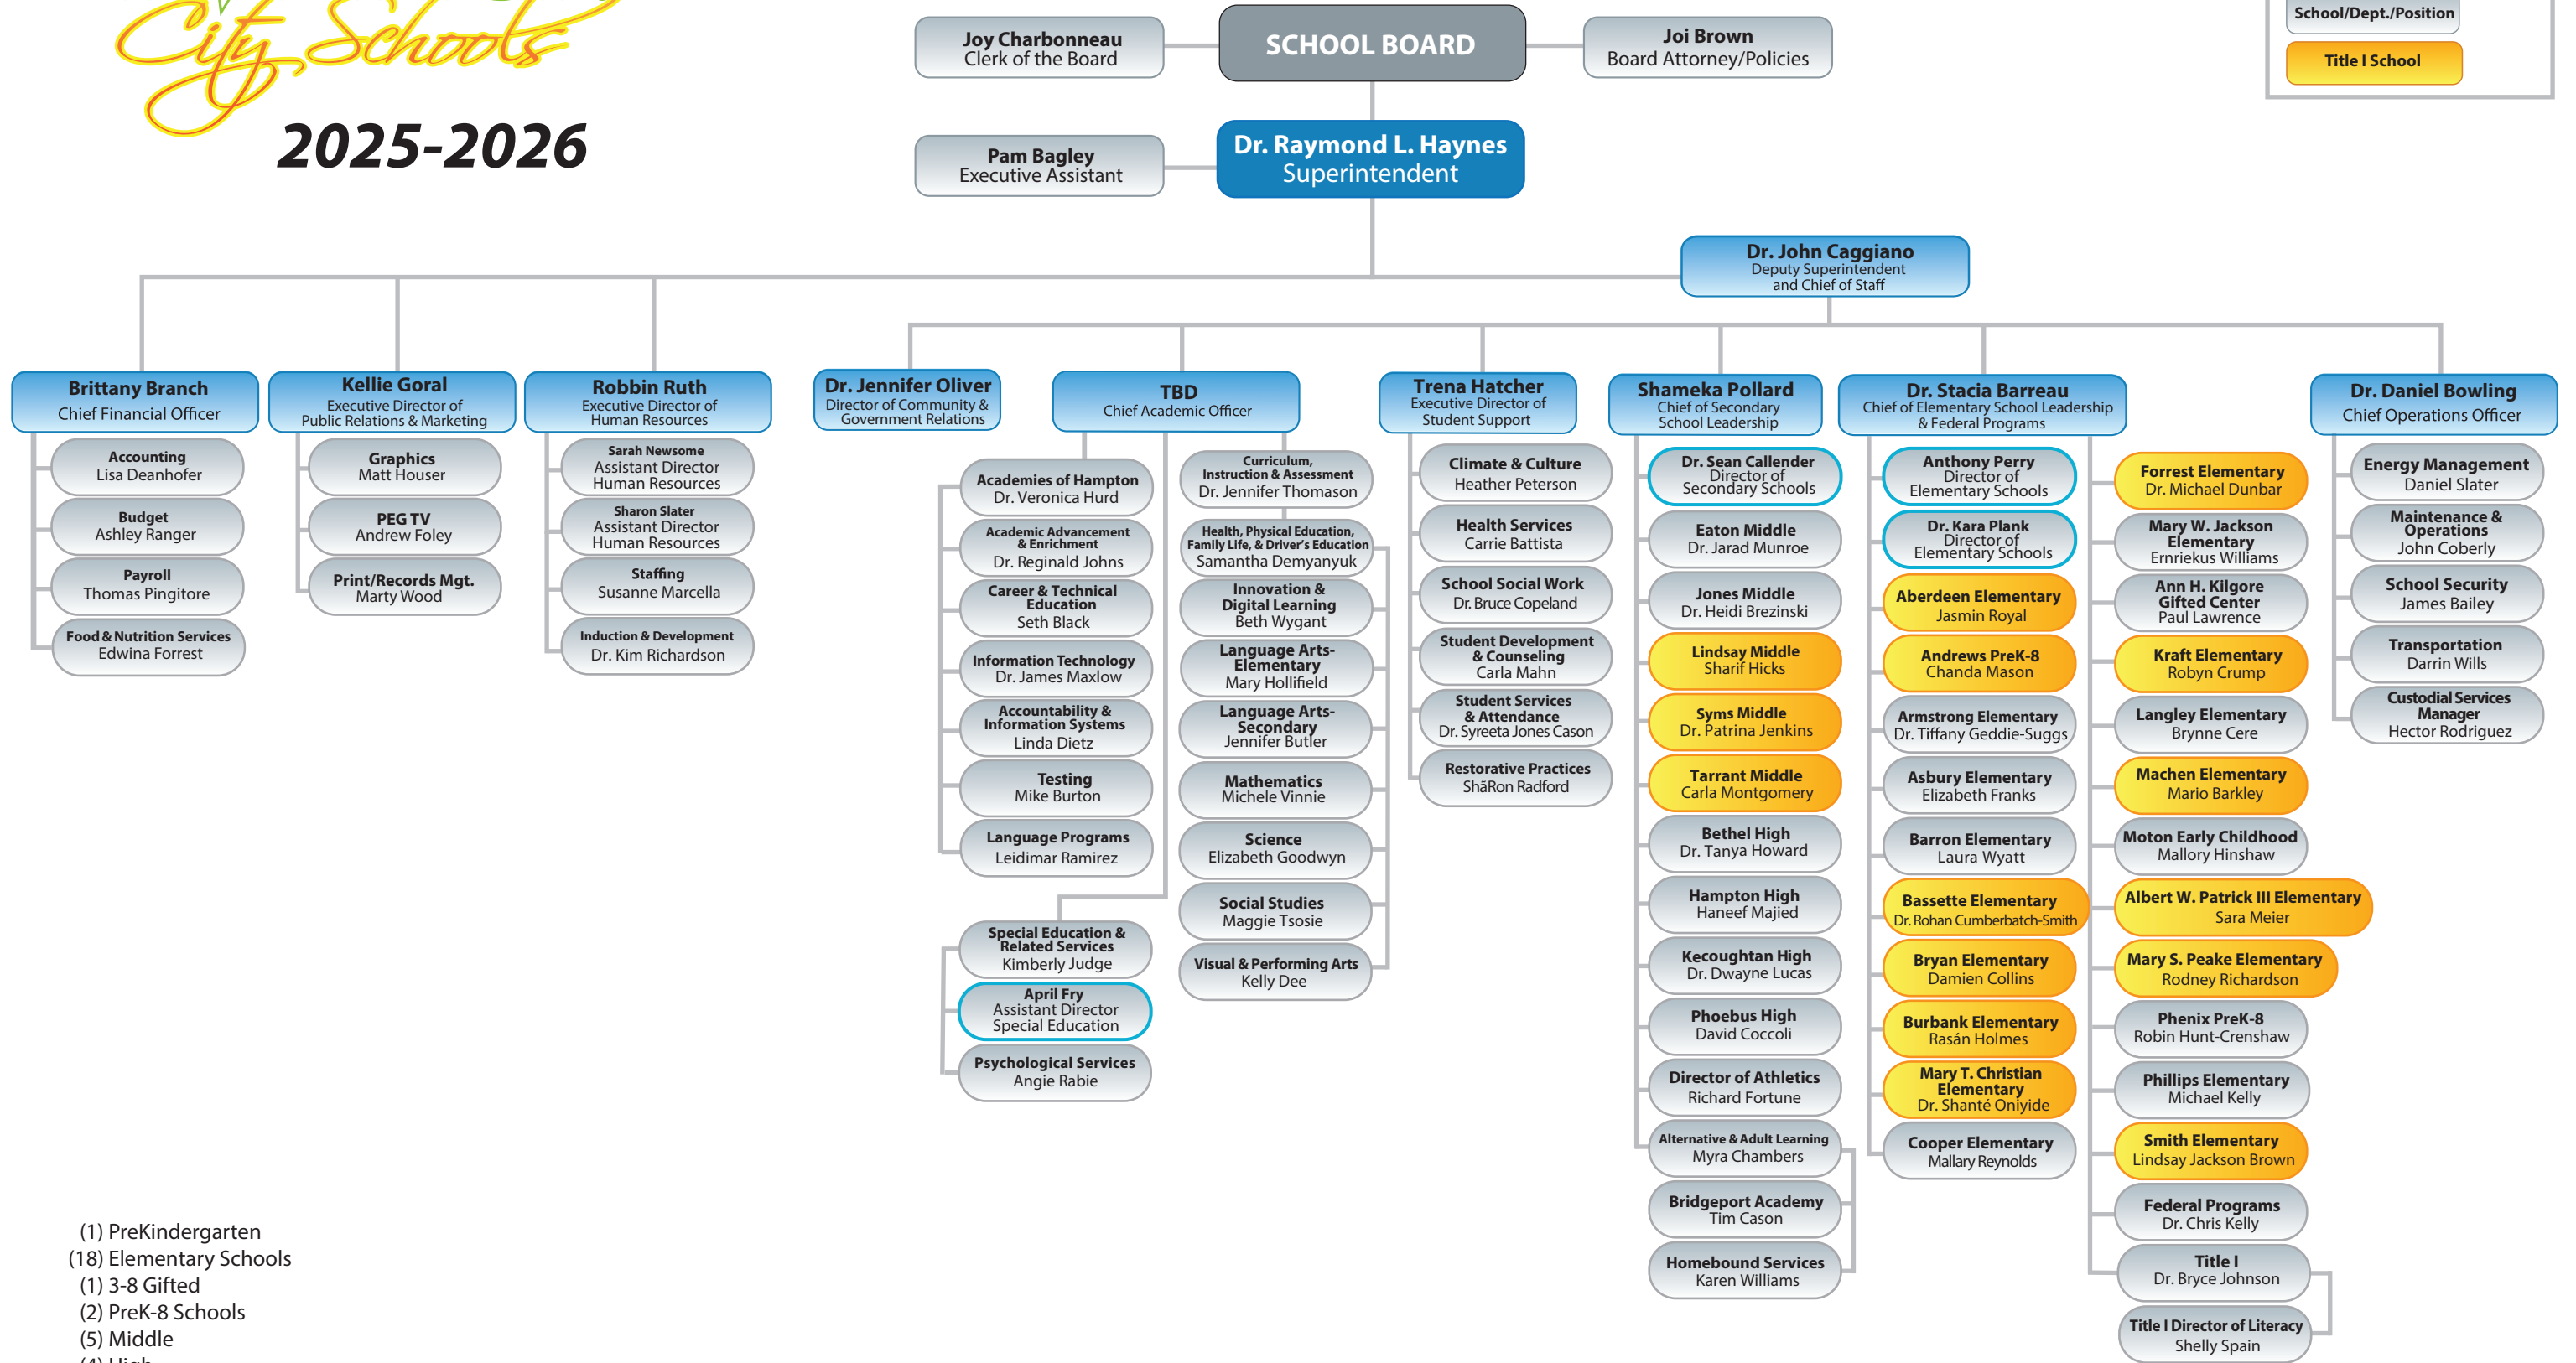 City Schools
2025-2026
School/Dept./Position
Title I School
Joy Charbonneau
Clerk of the Board
SCHOOL BOARD
Joi Brown
Board Attorney/Policies
Pam Bagley
Executive Assistant
Dr. Raymond L. Haynes
Superintendent
Dr. John Caggiano
Deputy Superintendent
and Chief of Staff
Brittany Branch
Chief Financial Officer
Accounting
Lisa Deanhofer
Budget
Ashley Ranger
Payroll
Thomas Pingitore
Food & Nutrition Services
Edwina Forrest
Kellie Goral
Executive Director of
Public Relations & Marketing
Graphics
Matt Houser
PEG TV
Andrew Foley
Print/Records Mgt.
Marty Wood
Robbin Ruth
Executive Director of
Human Resources
Sarah Newsome
Assistant Director
Human Resources
Sharon Slater
Assistant Director
Human Resources
Staffing
Susanne Marcella
Induction & Development
Dr. Kim Richardson
Dr. Jennifer Oliver
Director of Community &
Government Relations
TBD
Chief Academic Officer
Academies of Hampton
Dr. Veronica Hurd
Academic Advancement
& Enrichment
Dr. Reginald Johns
Career & Technical
Education
Seth Black
Information Technology
Dr. James Maxlow
Accountability &
Information Systems
Linda Dietz
Testing
Mike Burton
Language Programs
Leidimar Ramirez
Special Education &
Related Services
Kimberly Judge
April Fry
Assistant Director
Special Education
Psychological Services
Angie Rabie
Curriculum,
Instruction & Assessment
Dr. Jennifer Thomason
Health, Physical Education,
Family Life, & Driver's Education
Samantha Demyanyuk
Innovation &
Digital Learning
Beth Wygant
Language Arts-
Elementary
Mary Hollifield
Language Arts-
Secondary
Jennifer Butler
Mathematics
Michele Vinnie
Science
Elizabeth Goodwyn
Social Studies
Maggie Tsosie
Visual & Performing Arts
Kelly Dee
Trena Hatcher
Executive Director of
Student Support
Climate & Culture
Heather Peterson
Health Services
Carrie Battista
School Social Work
Dr. Bruce Copeland
Student Development
& Counseling
Carla Mahn
Student Services
& Attendance
Dr. Syreeta Jones Cason
Restorative Practices
ShāRon Radford
Shameka Pollard
Chief of Secondary
School Leadership
Dr. Sean Callender
Director of
Secondary Schools
Eaton Middle
Dr. Jarad Munroe
Jones Middle
Dr. Heidi Brezinski
Lindsay Middle
Sharif Hicks
Syms Middle
Dr. Patrina Jenkins
Tarrant Middle
Carla Montgomery
Bethel High
Dr. Tanya Howard
Hampton High
Haneef Majied
Kecoughtan High
Dr. Dwayne Lucas
Phoebus High
David Coccoli
Director of Athletics
Richard Fortune
Alternative & Adult Learning
Myra Chambers
Bridgeport Academy
Tim Cason
Homebound Services
Karen Williams
Dr. Stacia Barreau
Chief of Elementary School Leadership
& Federal Programs
Anthony Perry
Director of
Elementary Schools
Dr. Kara Plank
Director of
Elementary Schools
Aberdeen Elementary
Jasmin Royal
Andrews PreK-8
Chanda Mason
Armstrong Elementary
Dr. Tiffany Geddie-Suggs
Asbury Elementary
Elizabeth Franks
Barron Elementary
Laura Wyatt
Bassette Elementary
Dr. Rohan Cumberbatch-Smith
Bryan Elementary
Damien Collins
Burbank Elementary
Rasán Holmes
Mary T. Christian
Elementary
Dr. Shanté Oniyide
Cooper Elementary
Mallary Reynolds
Forrest Elementary
Dr. Michael Dunbar
Mary W. Jackson
Elementary
Ernriekus Williams
Ann H. Kilgore
Gifted Center
Paul Lawrence
Kraft Elementary
Robyn Crump
Langley Elementary
Brynne Cere
Machen Elementary
Mario Barkley
Moton Early Childhood
Mallory Hinshaw
Albert W. Patrick III Elementary
Sara Meier
Mary S. Peake Elementary
Rodney Richardson
Phenix PreK-8
Robin Hunt-Crenshaw
Phillips Elementary
Michael Kelly
Smith Elementary
Lindsay Jackson Brown
Federal Programs
Dr. Chris Kelly
Title I
Dr. Bryce Johnson
Title I Director of Literacy
Shelly Spain
Dr. Daniel Bowling
Chief Operations Officer
Energy Management
Daniel Slater
Maintenance &
Operations
John Coberly
School Security
James Bailey
Transportation
Darrin Wills
Custodial Services
Manager
Hector Rodriguez
(1) PreKindergarten
(18) Elementary Schools
(1) 3-8 Gifted
(2) PreK-8 Schools
(5) Middle
(4) High